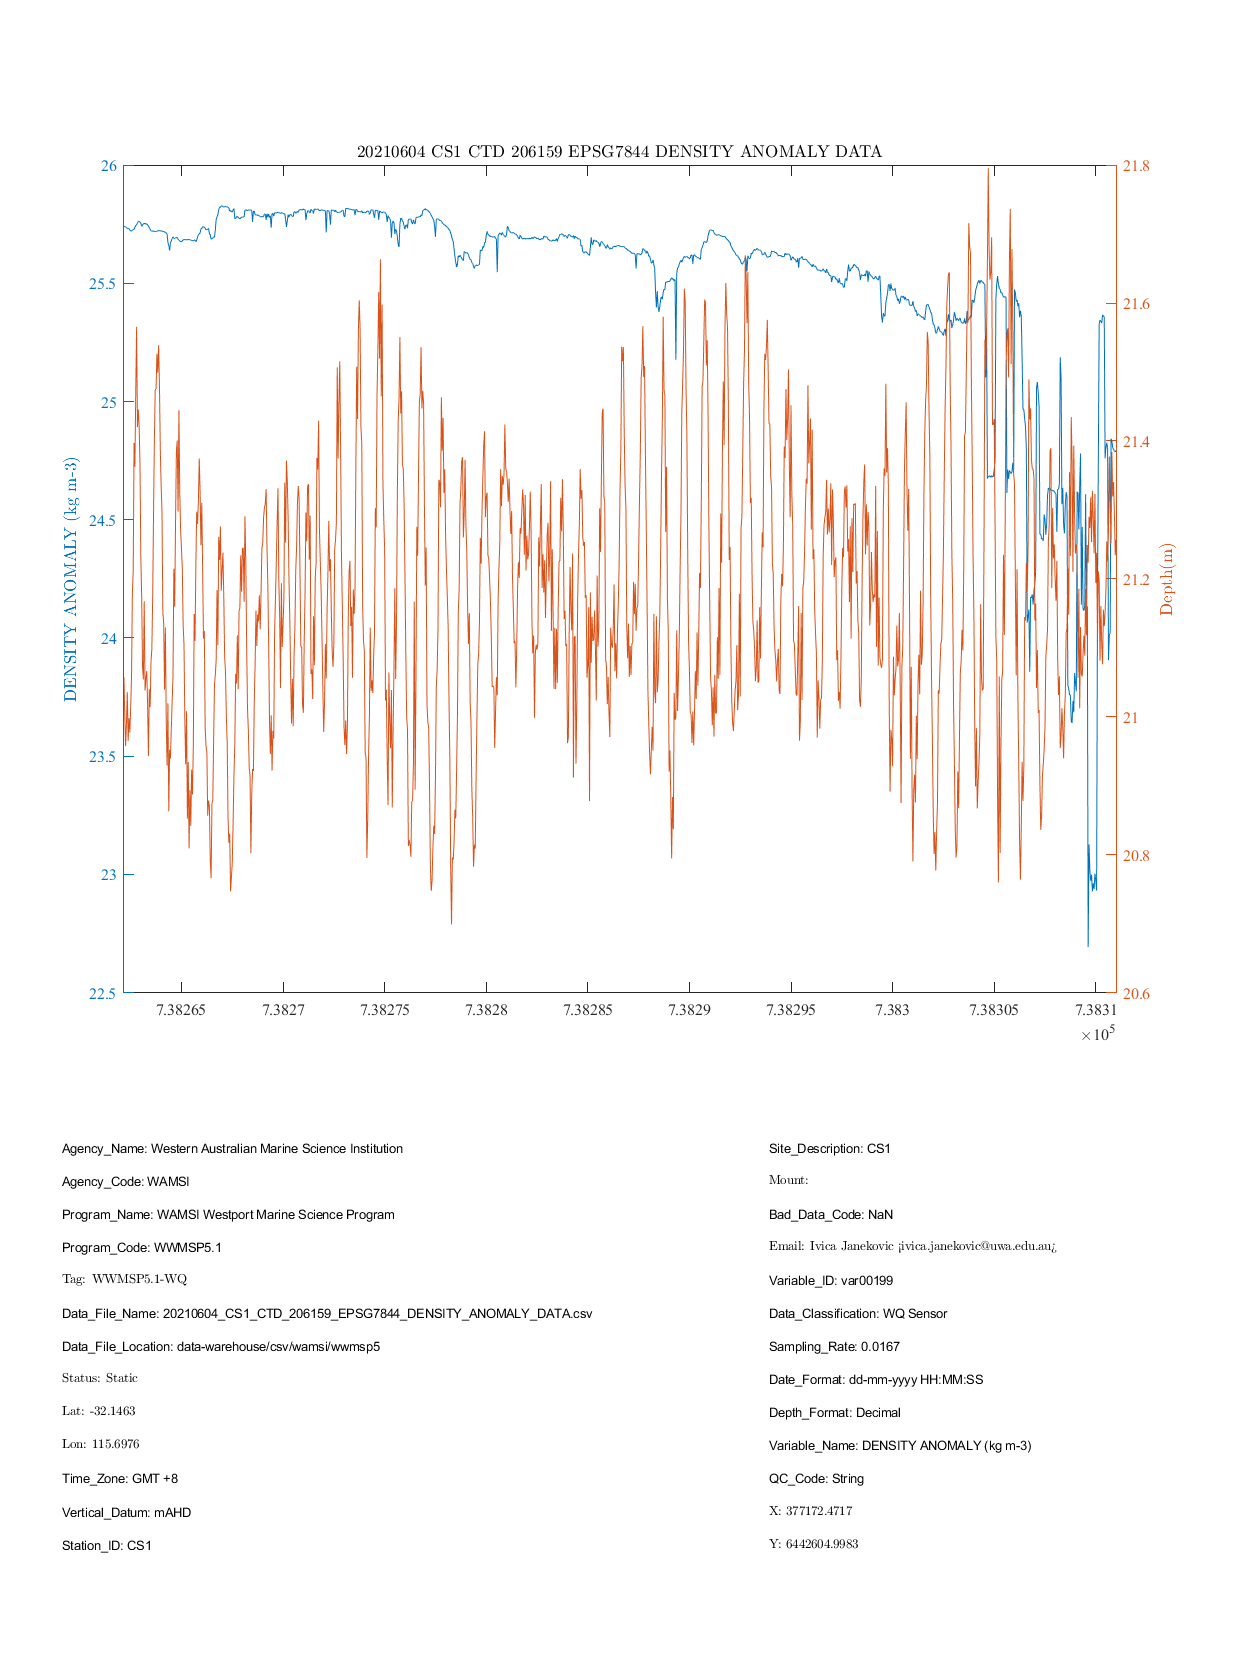 20210604 CS1 CTD 206159 EPSG7844 DENSITY ANOMALY DATA
26
25.5
25
24.5
24
23.5
23
22.5
DENSITY ANOMALY (kg m-3)
21.8
21.6
21.4
21.2
21
20.8
20.6
Depth(m)
7.38265 7.3827 7.38275 7.3828 7.38285 7.3829 7.38295 7.383 7.38305 7.3831
×10^5
Agency_Name: Western Australian Marine Science Institution
Agency_Code: WAMSI
Program_Name: WAMSI Westport Marine Science Program
Program_Code: WWMSP5.1
Tag: WWMSP5.1-WQ
Data_File_Name: 20210604_CS1_CTD_206159_EPSG7844_DENSITY_ANOMALY_DATA.csv
Data_File_Location: data-warehouse/csv/wamsi/wwmsp5
Status: Static
Lat: -32.1463
Lon: 115.6976
Time_Zone: GMT +8
Vertical_Datum: mAHD
Station_ID: CS1
Site_Description: CS1
Mount:
Bad_Data_Code: NaN
Email: Ivica Janekovic ¡ivica.janekovic@uwa.edu.au¿
Variable_ID: var00199
Data_Classification: WQ Sensor
Sampling_Rate: 0.0167
Date_Format: dd-mm-yyyy HH:MM:SS
Depth_Format: Decimal
Variable_Name: DENSITY ANOMALY (kg m-3)
QC_Code: String
X: 377172.4717
Y: 6442604.9983